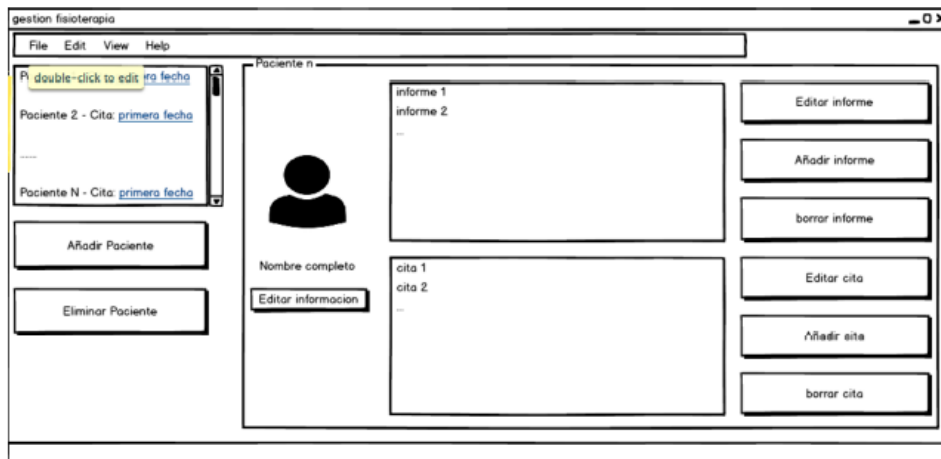 gestion fisioterapia
File Edit View Help
double-click to edit
ra fecha
Paciente 2 - Cita: primera fecha
.....
Paciente N - Cita: primera fecha
Añadir Paciente
Eliminar Paciente
Paciente n
Nombre completo
Editar informacion
informe 1
informe 2
...
cita 1
cita 2
...
Editar informe
Añadir informe
borrar informe
Editar cita
Añadir cita
borrar cita